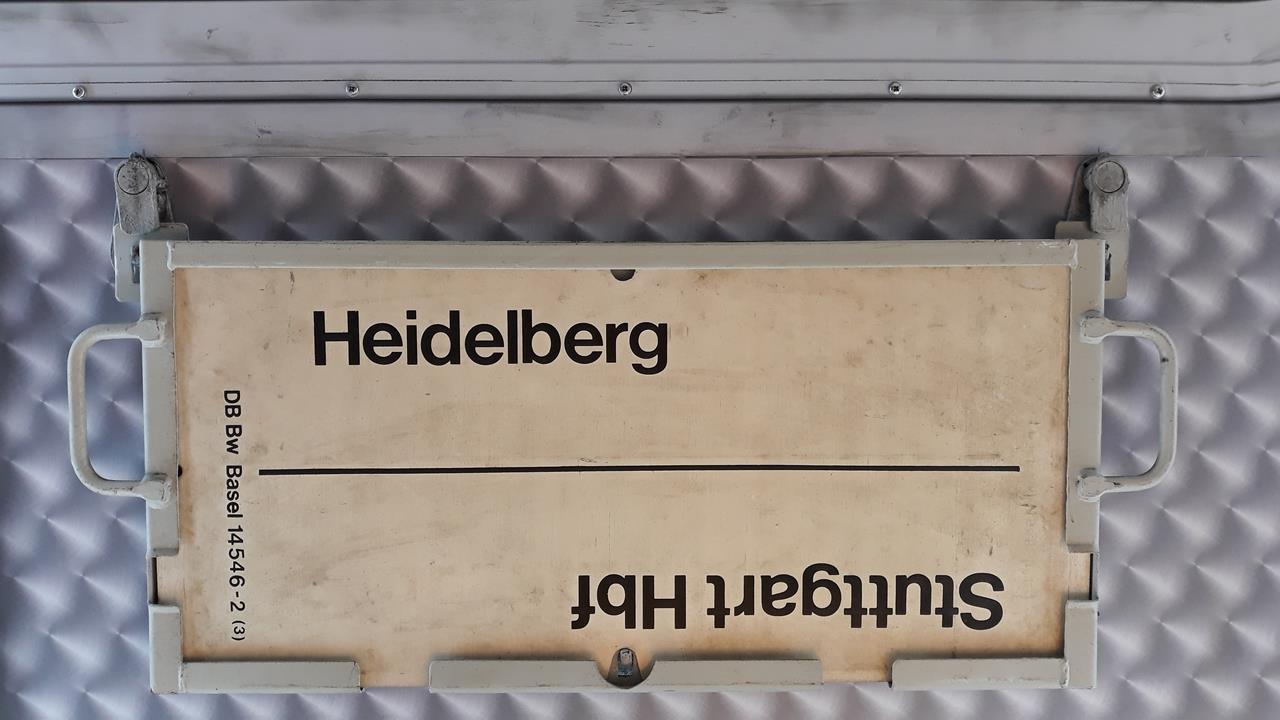 Heidelberg
DB Bw Basel 14546-2 (3)
Stuttgart Hbf